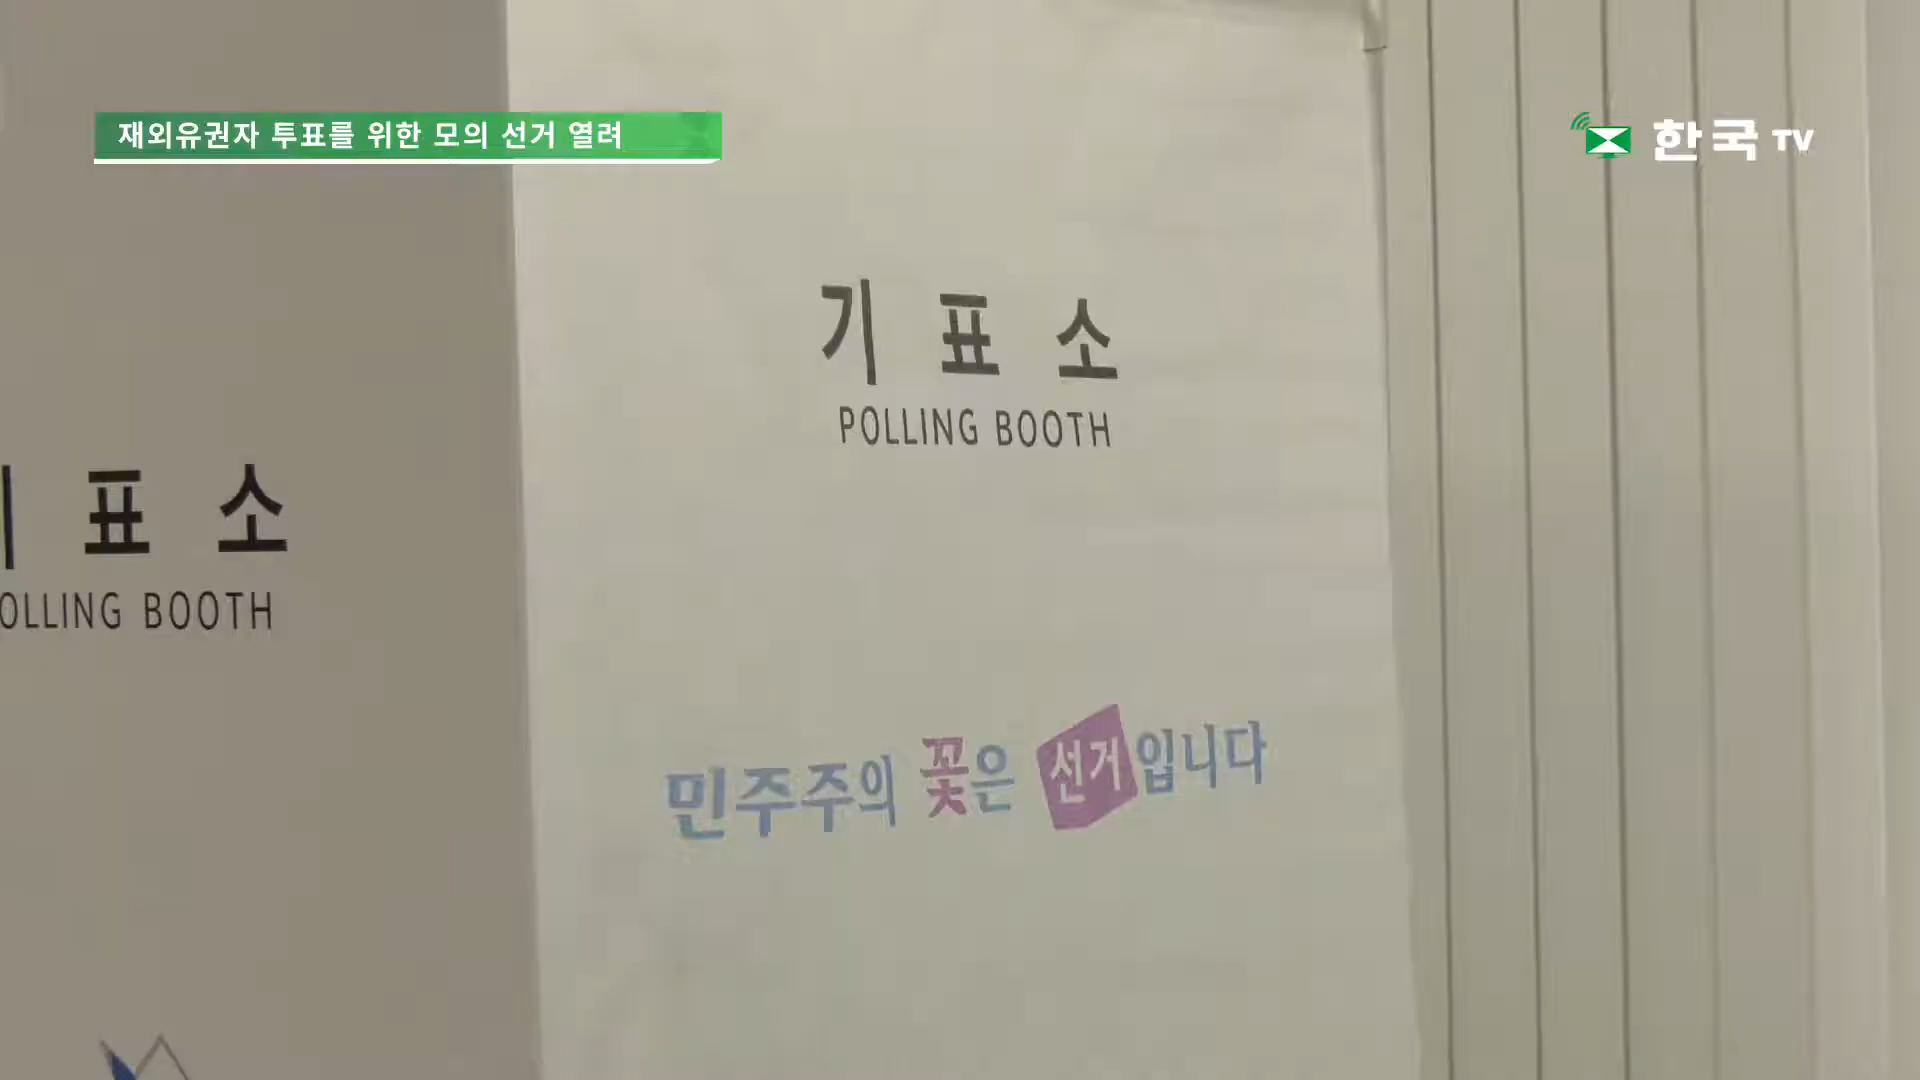 재외유권자 투표를 위한 모의 선거 열려
한국 TV
기 표 소
POLLING BOOTH
표 소
OLLING BOOTH
민주주의 꽃은 선거입니다